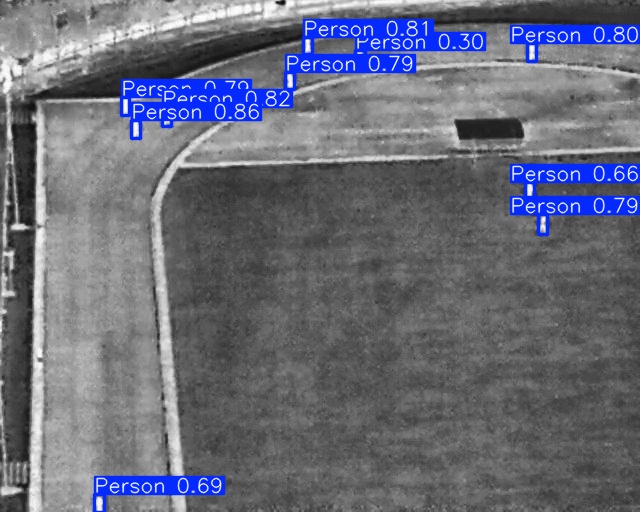 Person 0.81
Person 0.30
Person 0.80
Person 0.79
Person 0.79
Person 0.82
Person 0.86
Person 0.66
Person 0.79
Person 0.69